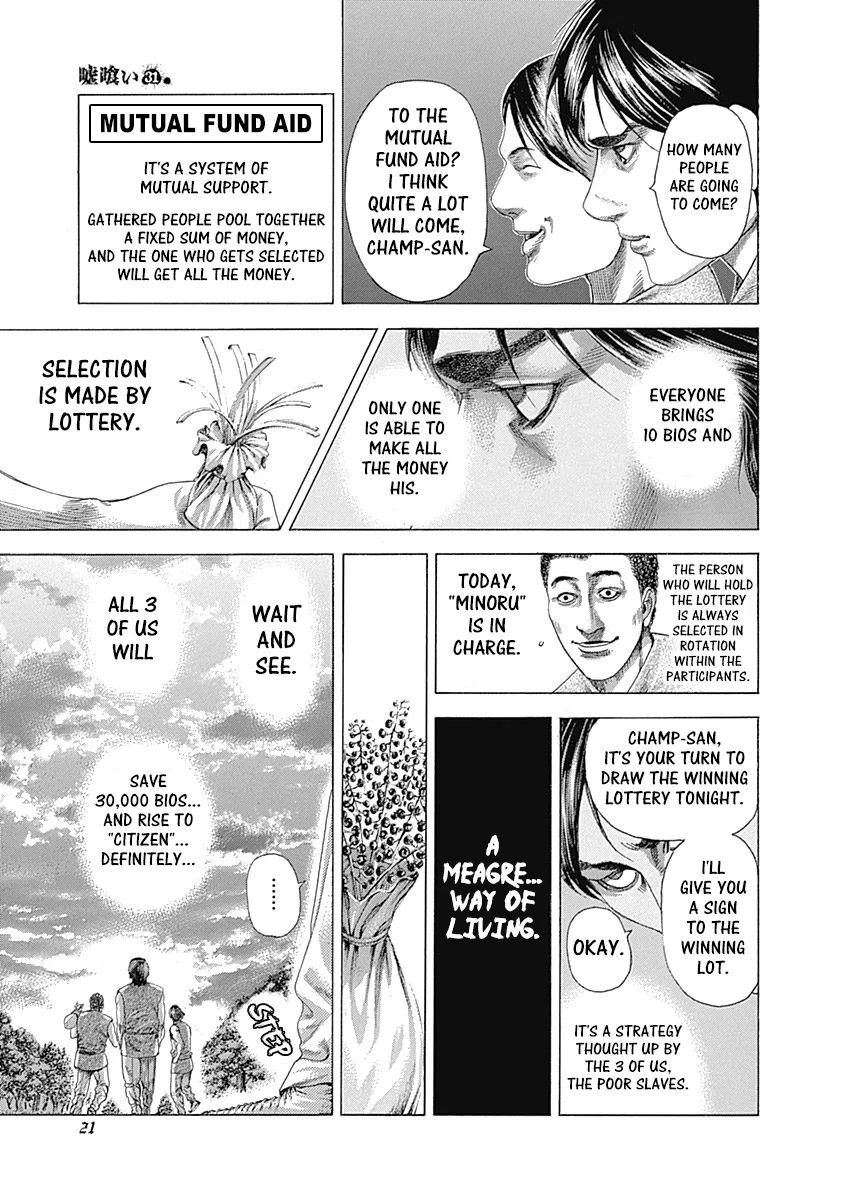 HOW MANY
PEOPLE
ARE GOING
TO COME?
TO THE
MUTUAL
FUND AID?
I THINK
QUITE A LOT
WILL COME,
CHAMP-SAN.
嘘喰い 31
MUTUAL FUND AID
IT'S A SYSTEM OF
MUTUAL SUPPORT.
GATHERED PEOPLE POOL TOGETHER
A FIXED SUM OF MONEY,
AND THE ONE WHO GETS SELECTED
WILL GET ALL THE MONEY.
EVERYONE
BRINGS
10 BIOS AND
ONLY ONE
IS ABLE TO
MAKE ALL
THE MONEY
HIS.
SELECTION
IS MADE BY
LOTTERY.
THE PERSON
WHO WILL HOLD
THE LOTTERY
IS ALWAYS
SELECTED IN
ROTATION
WITHIN THE
PARTICIPANTS.
TODAY,
"MINORU"
IS IN
CHARGE.
CHAMP-SAN,
IT'S YOUR TURN TO
DRAW THE WINNING
LOTTERY TONIGHT.
I'LL
GIVE YOU
A SIGN
TO THE
WINNING
LOT.
OKAY.
IT'S A STRATEGY
THOUGHT UP BY
THE 3 OF US,
THE POOR SLAVES.
A
MEAGRE...
WAY OF
LIVING.
WAIT
AND
SEE.
ALL 3
OF US
WILL
SAVE
30,000 BIOS...
AND RISE TO
"CITIZEN"...
DEFINITELY...
......
STEP
21